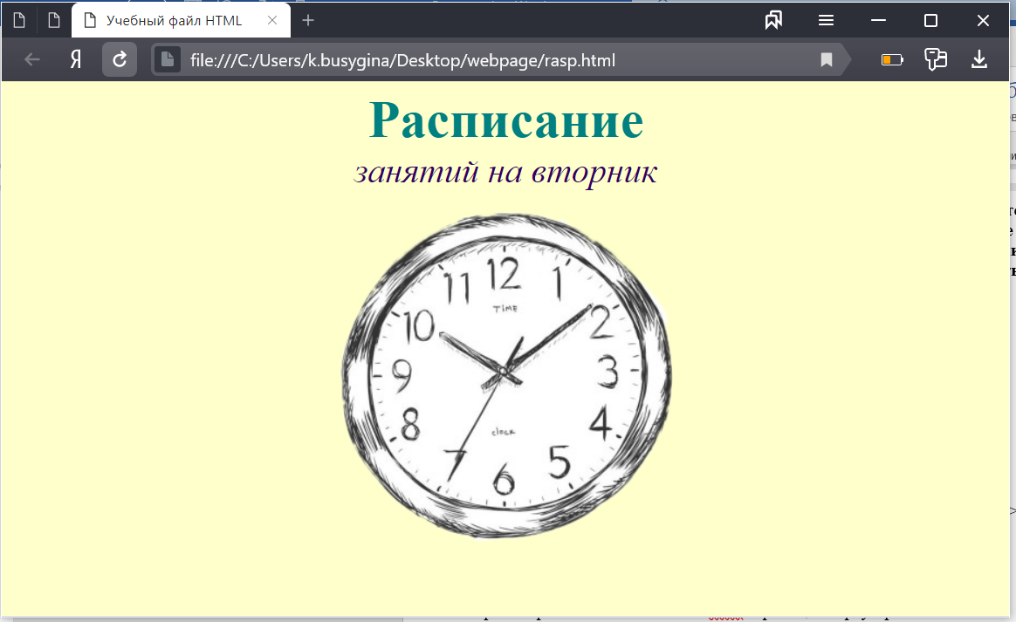 Учебный файл HTML
Я
file:///C:/Users/k.busygina/Desktop/webpage/rasp.html
Расписание
занятий на вторник
12
11
1
TIME
10
2
9
3
8
4
clock
7
5
6